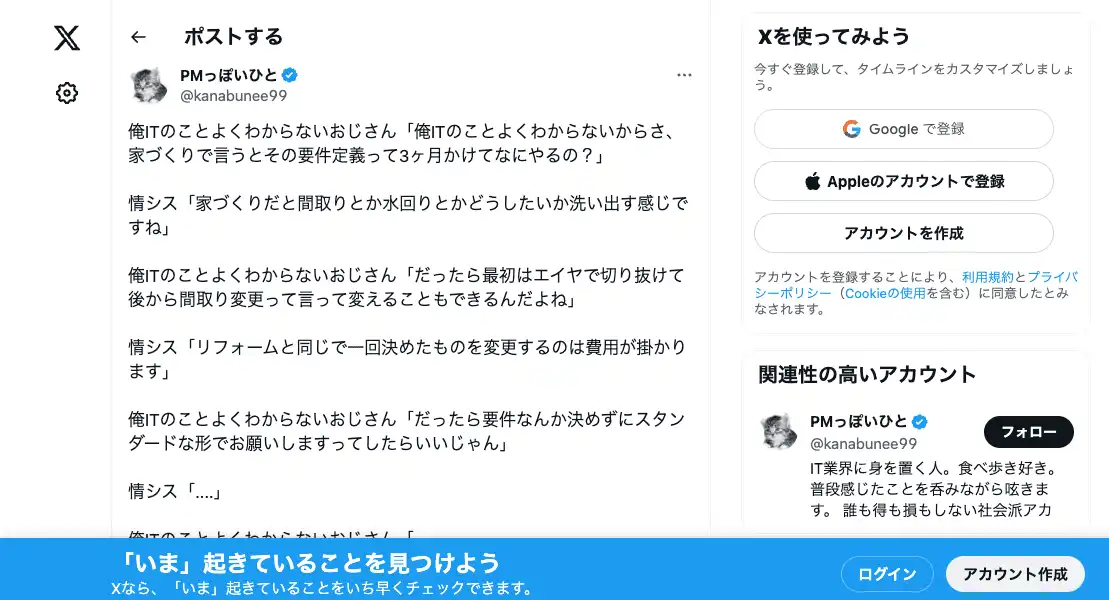 ポストする
PMっぽいひと
@kanabunee99
俺ITのことよくわからないおじさん「俺ITのことよくわからないからさ、
家づくりで言うとその要件定義って3ヶ月かけてなにやるの？」
情シス「家づくりだと間取りとか水回りとかどうしたいか洗い出す感じで
すね」
俺ITのことよくわからないおじさん「だったら最初はエイヤで切り抜けて
後から間取り変更って言って変えることもできるんだよね」
情シス「リフォームと同じで一回決めたものを変更するのは費用が掛かり
ます」
俺ITのことよくわからないおじさん「だったら要件なんか決めずにスタン
ダードな形でお願いしますってしたらいいじゃん」
情シス「....」
俺ITのことよくわからないおじさん「
Xを使ってみよう
今すぐ登録して、タイムラインをカスタマイズしましょ
う。
Google で登録
Appleのアカウントで登録
アカウントを作成
アカウントを登録することにより、利用規約とプライバ
シーポリシー（Cookieの使用を含む）に同意したとみ
なされます。
関連性の高いアカウント
PMっぽいひと
@kanabunee99
フォロー
IT業界に身を置く人。食べ歩き好き。
普段感じたことを呑みながら呟きま
す。 誰も得も損もしない社会派アカ
「いま」起きていることを見つけよう
Xなら、「いま」起きていることをいち早くチェックできます。
ログイン
アカウント作成